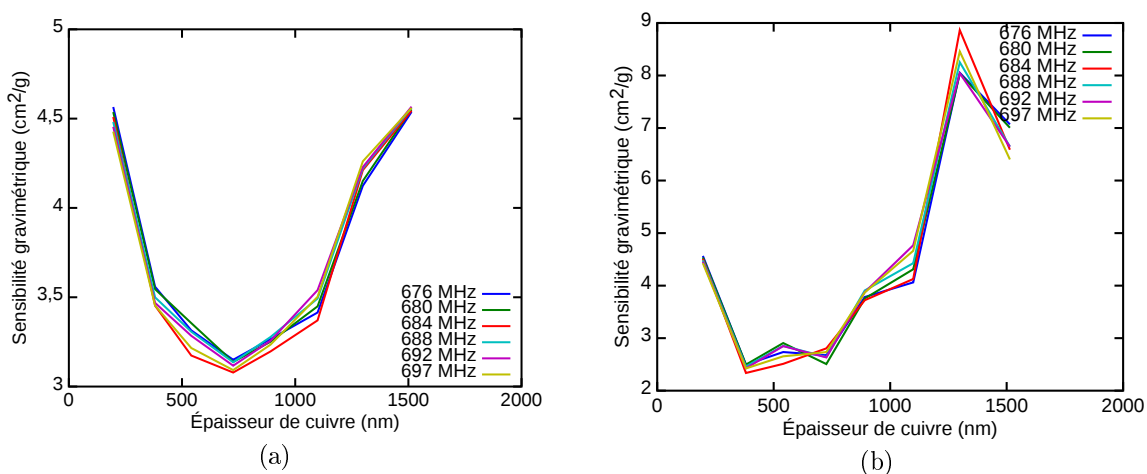 5
4.5
4
3.5
3
0
500
1000
1500
2000
Sensibilité gravimétrique (cm²/g)
Épaisseur de cuivre (nm)
676 MHz
680 MHz
684 MHz
688 MHz
692 MHz
697 MHz
(a)
9
8
7
6
5
4
3
2
0
500
1000
1500
2000
Sensibilité gravimétrique (cm²/g)
Épaisseur de cuivre (nm)
676 MHz
680 MHz
684 MHz
688 MHz
692 MHz
697 MHz
(b)